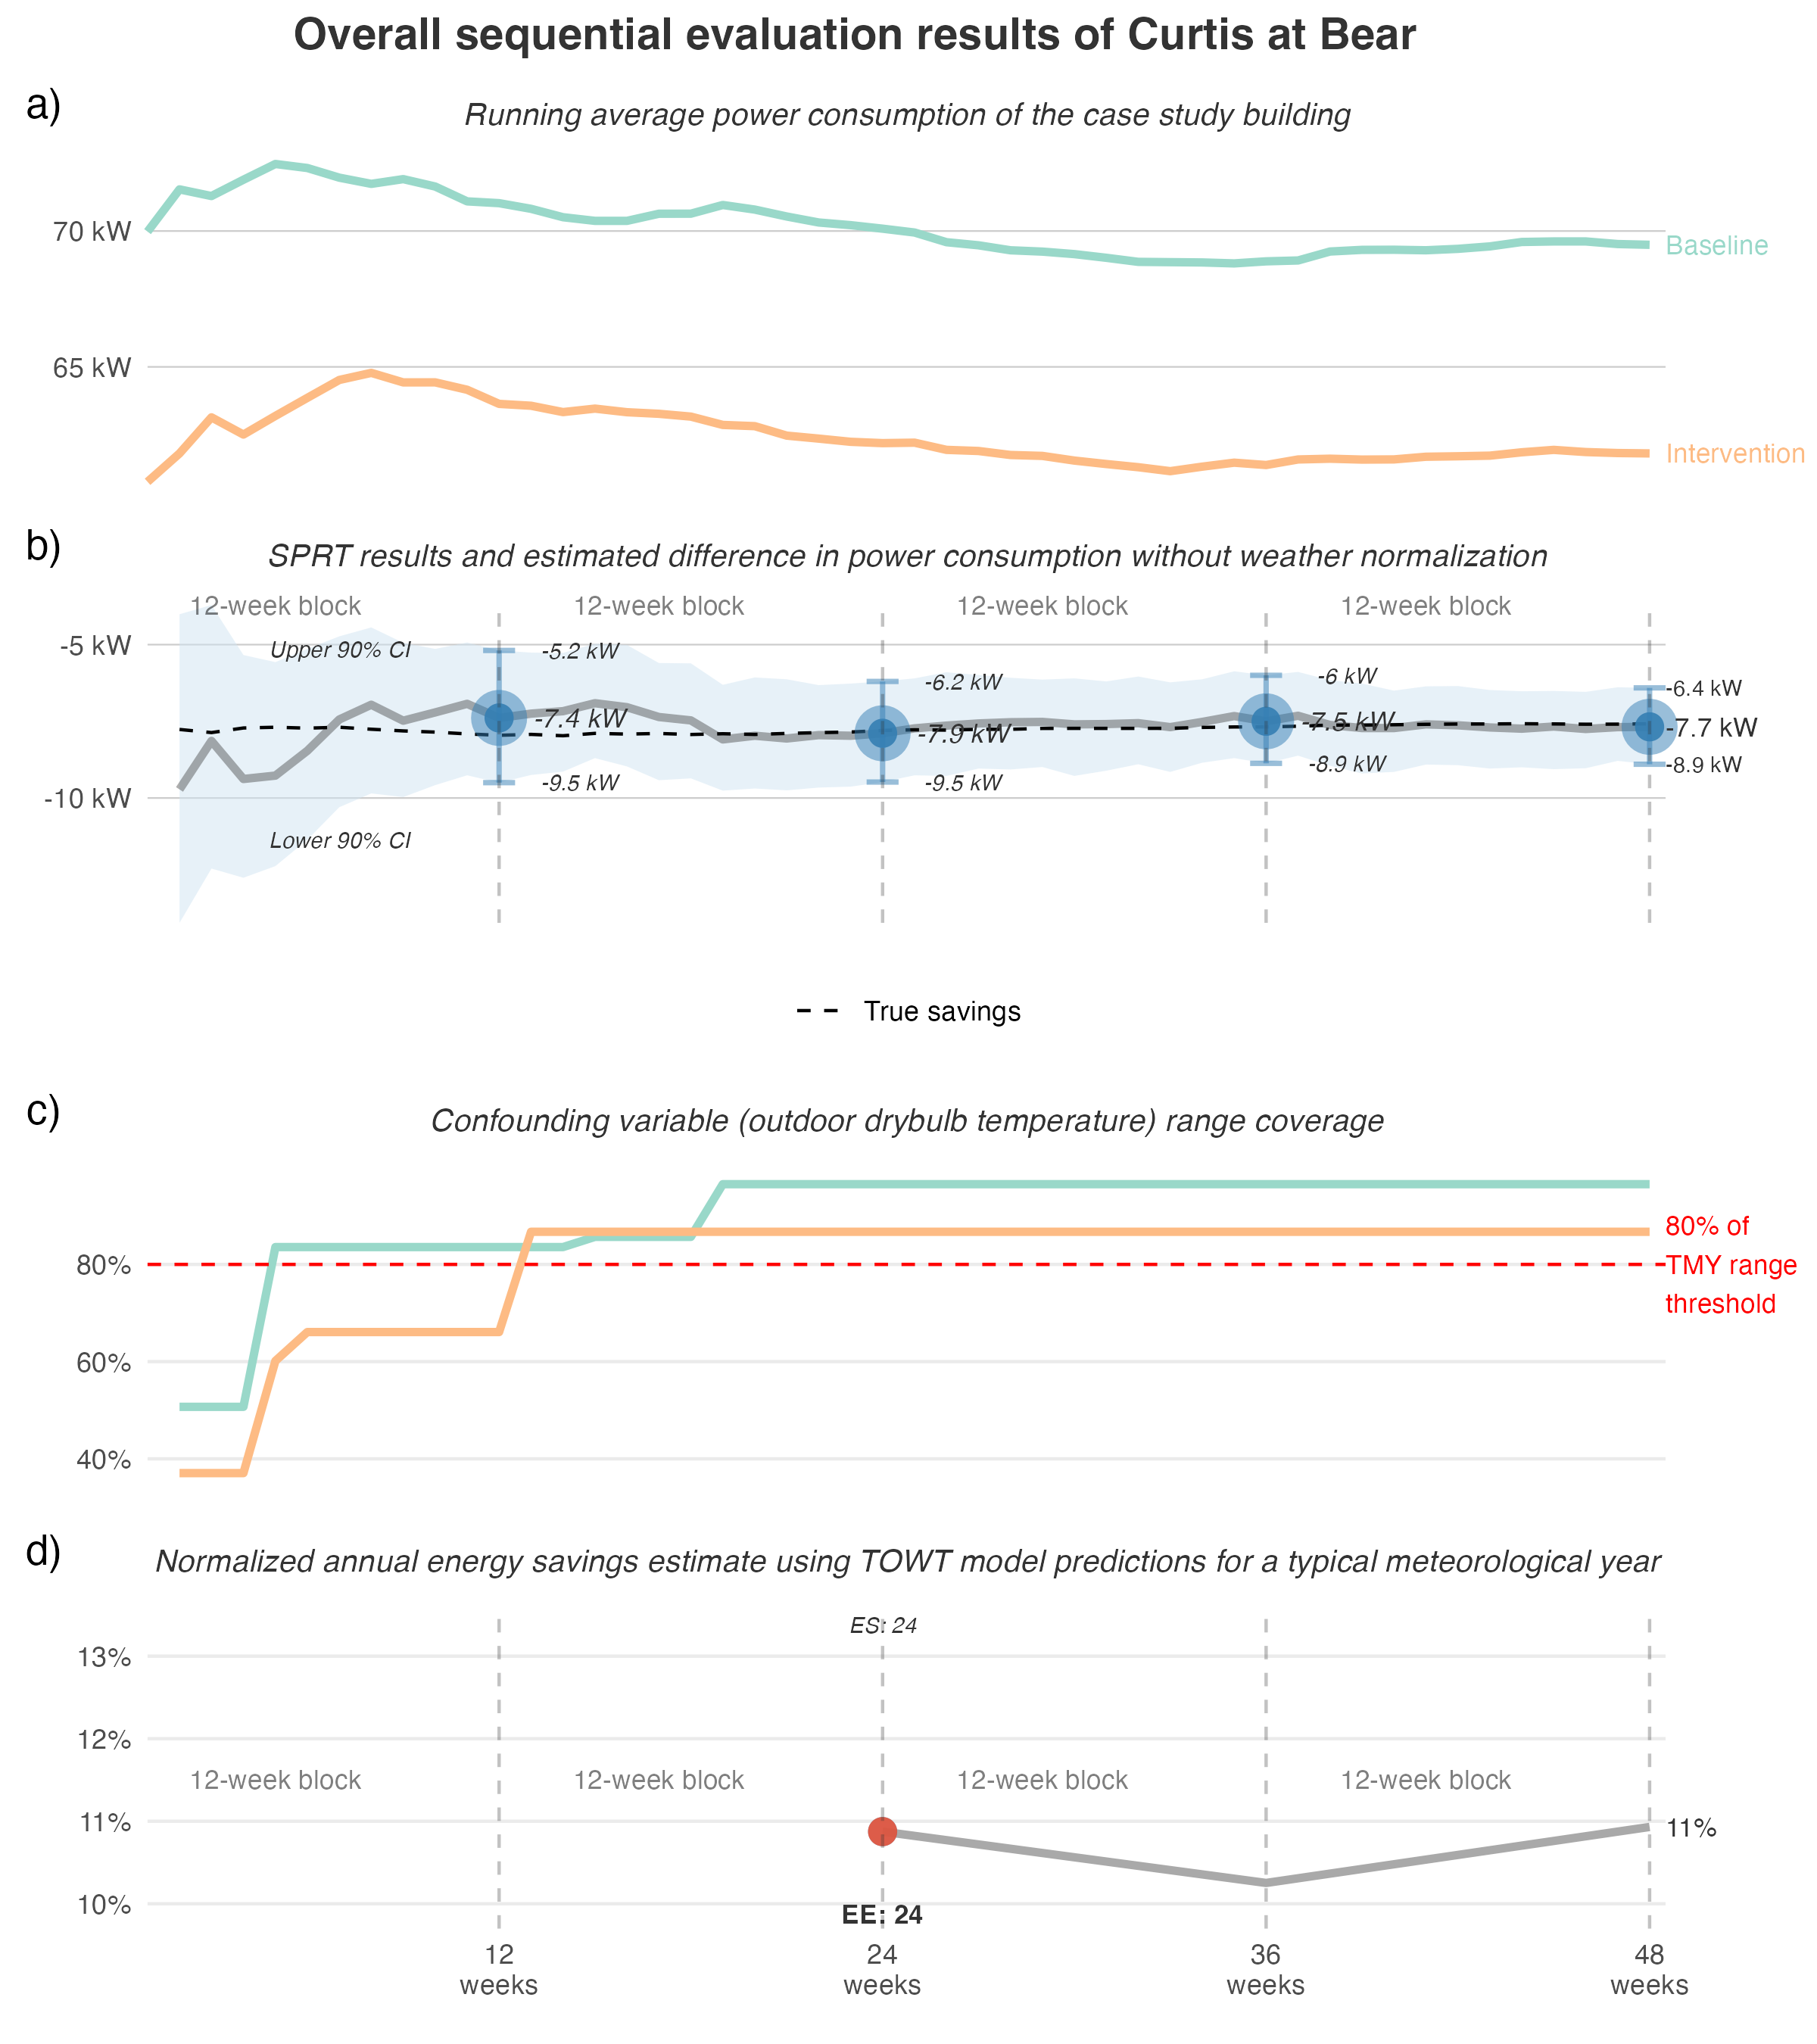 Overall sequential evaluation results of Curtis at Bear
a)
Running average power consumption of the case study building
70 kW
Baseline
65 kW
Intervention
b)
SPRT results and estimated difference in power consumption without weather normalization
12-week block 12-week block 12-week block 12-week block
-5 kW
Upper 90% CI
-5.2 kW
-6.2 kW
-6 kW
-6.4 kW
-7.4 kW
-7.9 kW
-7.5 kW
-7.7 kW
-9.5 kW
-9.5 kW
-8.9 kW
-8.9 kW
-10 kW
Lower 90% CI
True savings
c)
Confounding variable (outdoor drybulb temperature) range coverage
80%
60%
40%
80% of
TMY range
threshold
d)
Normalized annual energy savings estimate using TOWT model predictions for a typical meteorological year
ES: 24
13%
12%
12-week block 12-week block 12-week block 12-week block
11%
11%
10%
EE: 24
12 24 36 48
weeks weeks weeks weeks